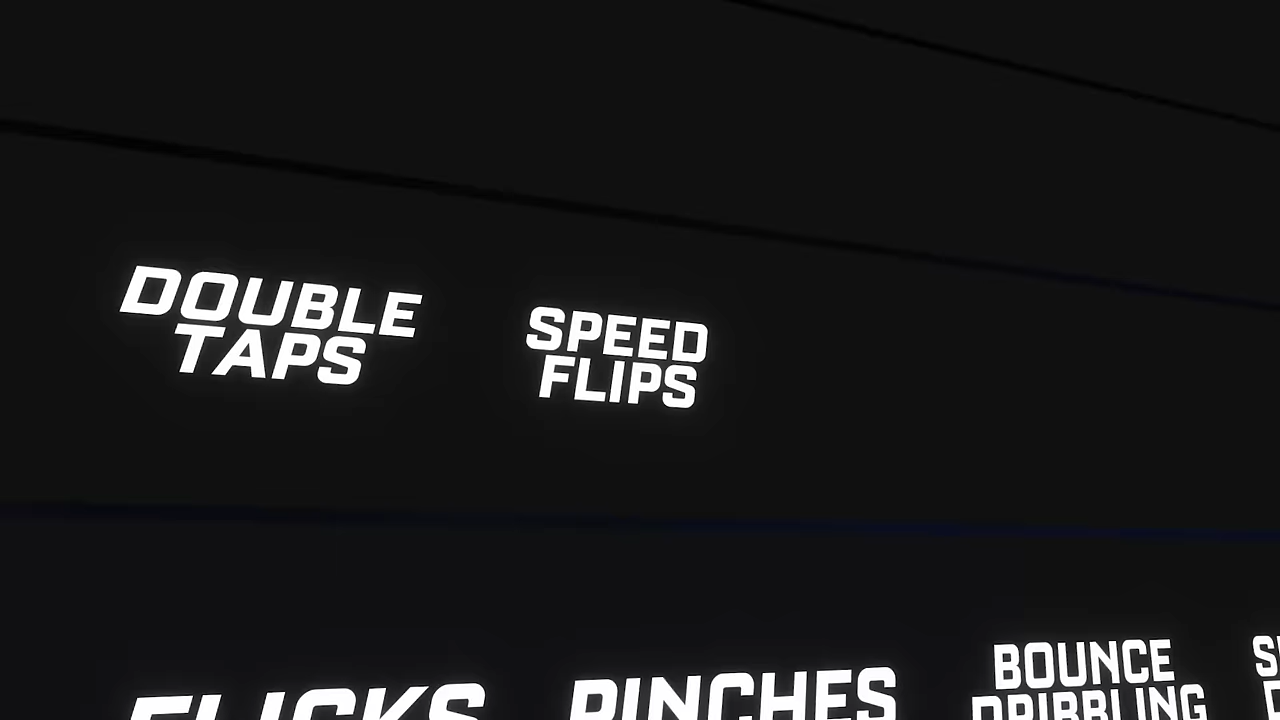 DOUBLE
TAPS
SPEED
FLIPS
FLICKS
PINCHES
BOUNCE
DRIBBLING